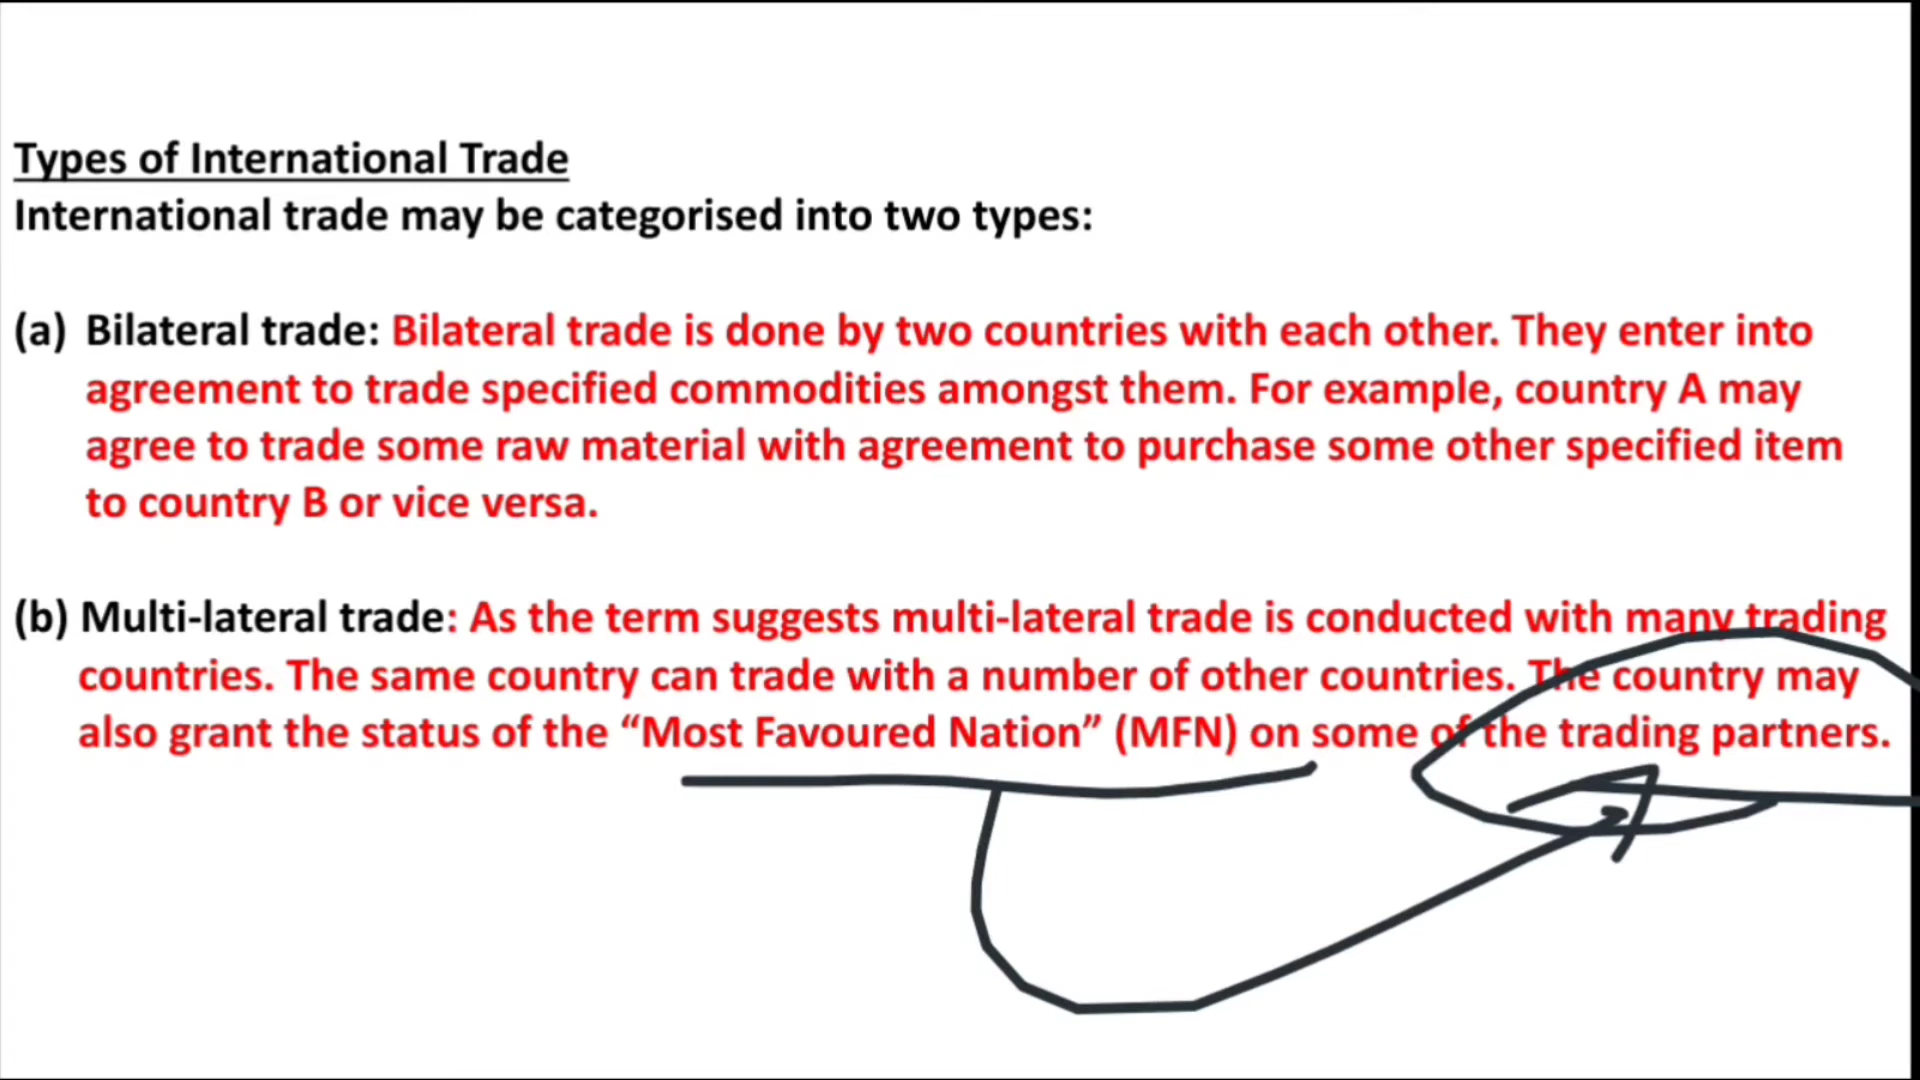 Types of International Trade
International trade may be categorised into two types:
(a) Bilateral trade: Bilateral trade is done by two countries with each other. They enter into
agreement to trade specified commodities amongst them. For example, country A may
agree to trade some raw material with agreement to purchase some other specified item
to country B or vice versa.
(b) Multi-lateral trade: As the term suggests multi-lateral trade is conducted with many trading
countries. The same country can trade with a number of other countries. The country may
also grant the status of the “Most Favoured Nation” (MFN) on some of the trading partners.